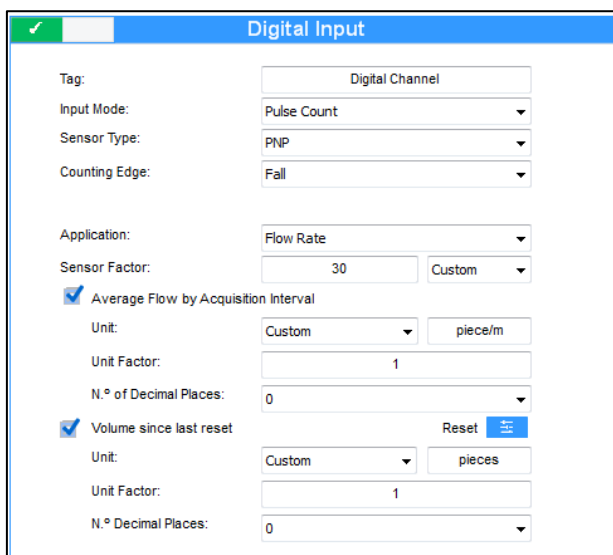 Digital Input
Tag: Digital Channel
Input Mode: Pulse Count
Sensor Type: PNP
Counting Edge: Fall
Application: Flow Rate
Sensor Factor: 30 Custom
Average Flow by Acquisition Interval
Unit: Custom piece/m
Unit Factor: 1
N.º of Decimal Places: 0
Volume since last reset Reset
Unit: Custom pieces
Unit Factor: 1
N.º Decimal Places: 0